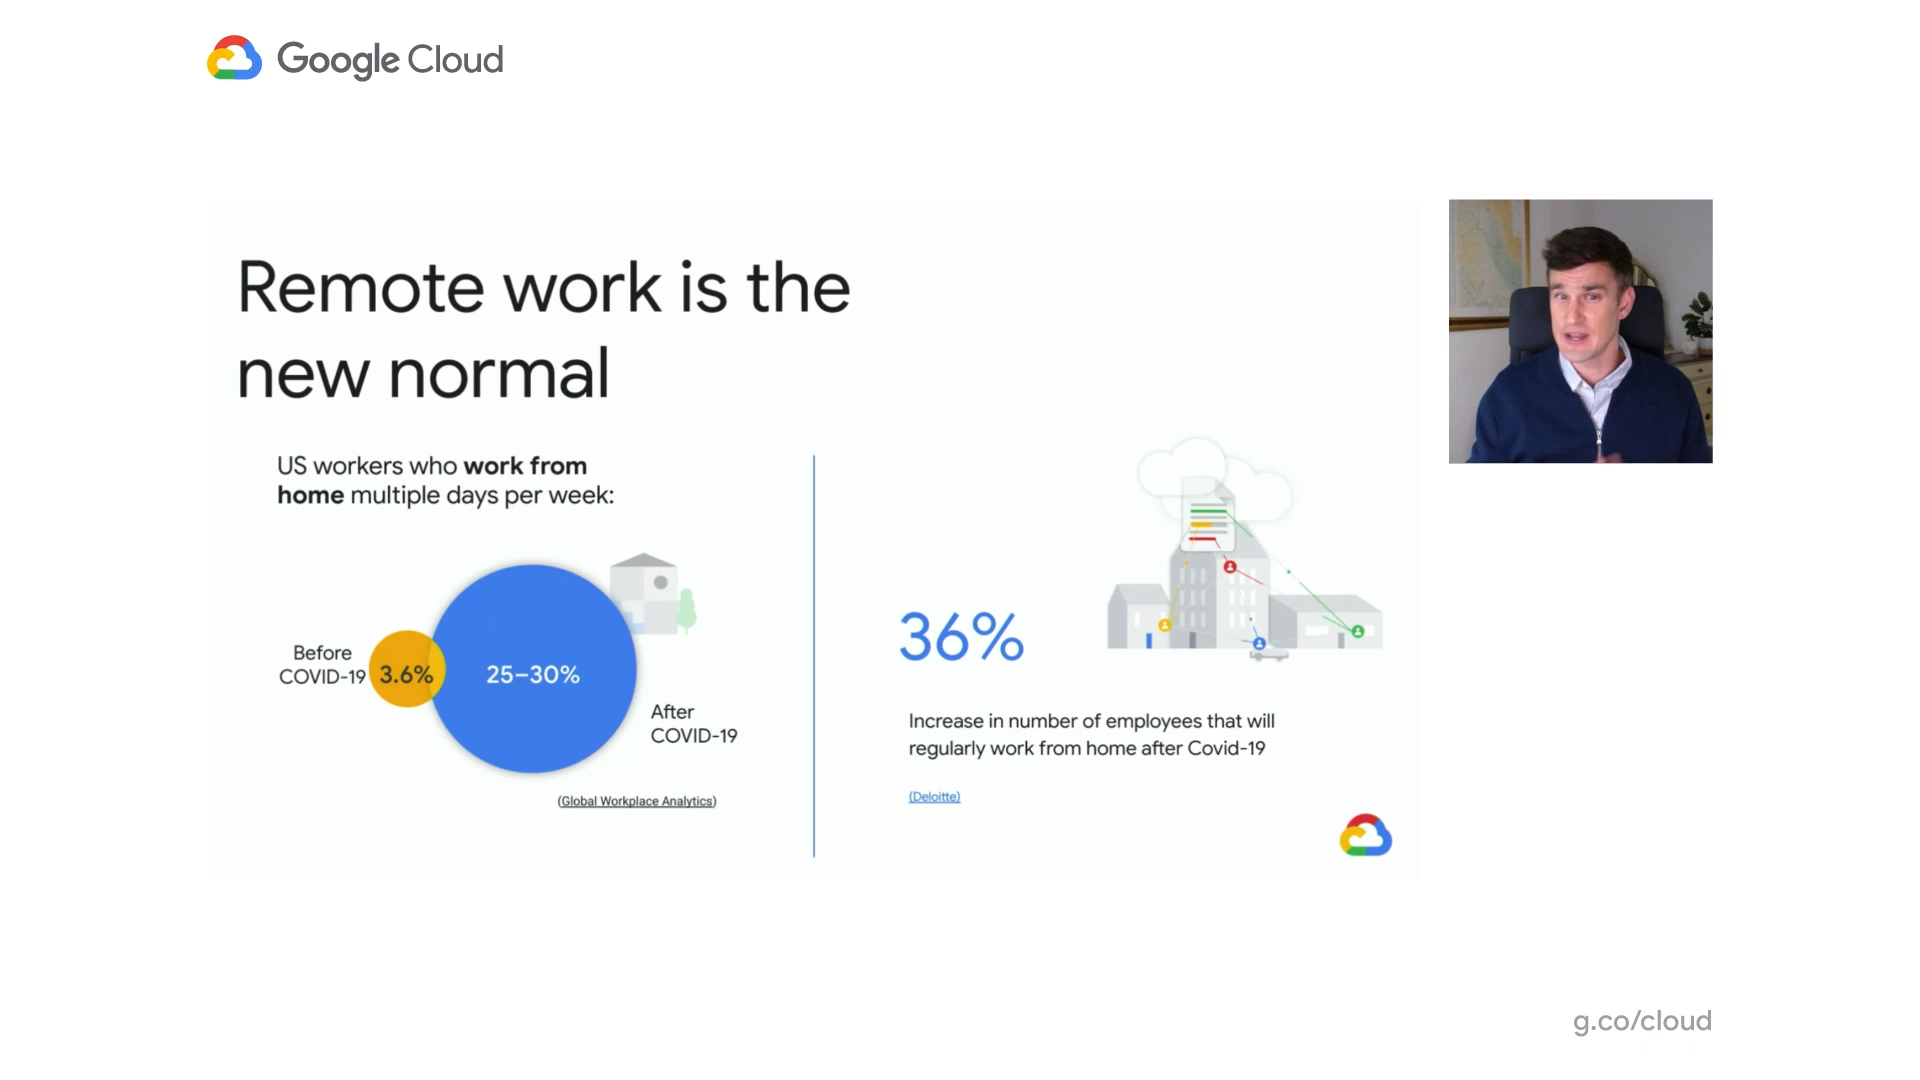 Google Cloud
Remote work is the
new normal
US workers who work from
home multiple days per week:
Before
COVID-19
3.6%
25–30%
After
COVID-19
(Global Workplace Analytics)
36%
Increase in number of employees that will
regularly work from home after Covid-19
(Deloitte)
g.co/cloud